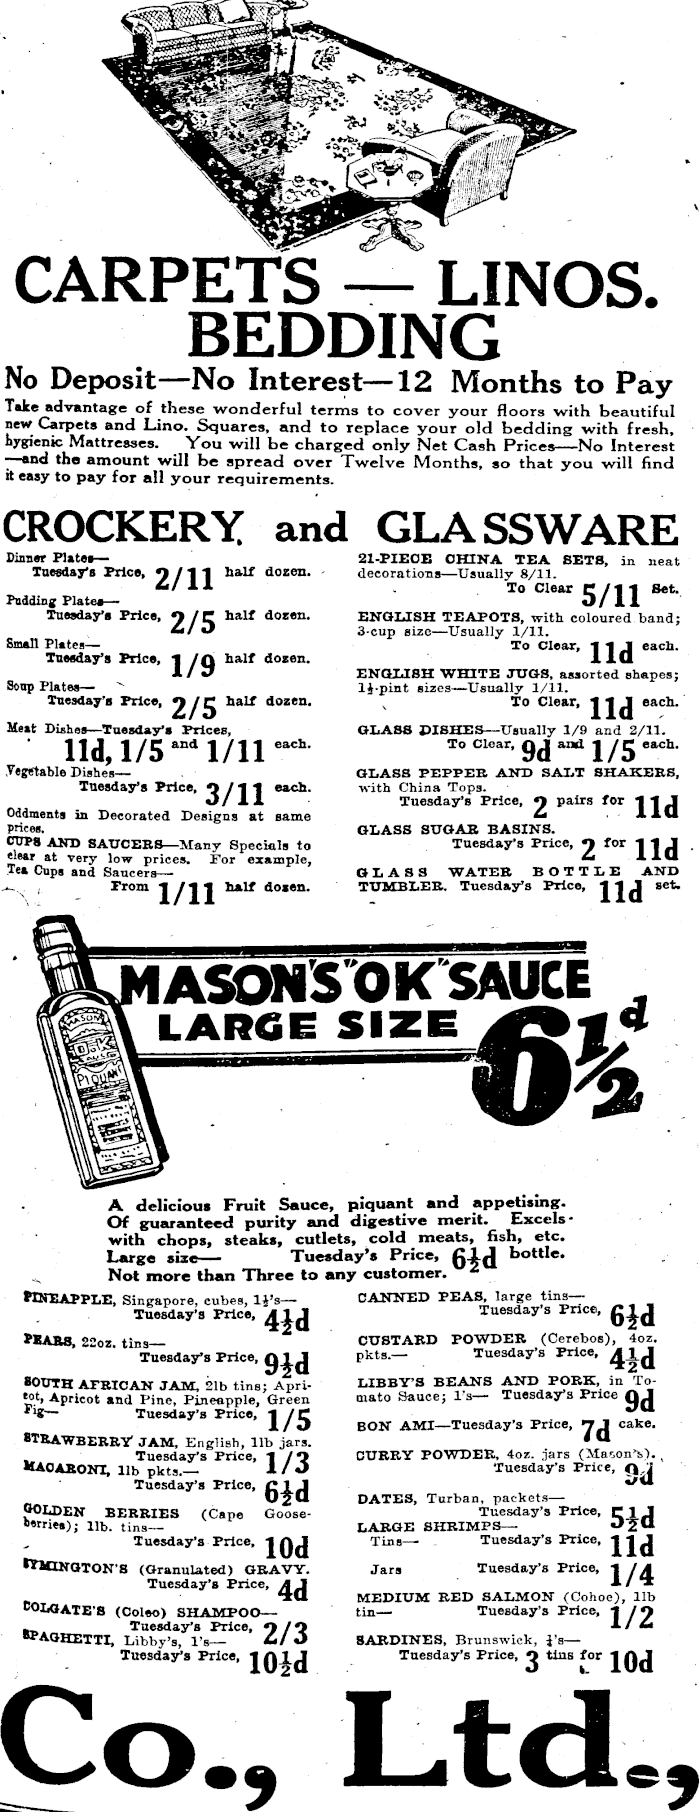 CARPETS — LINOS.
BEDDING
No Deposit—No Interest—12 Months to Pay
Take advantage of these wonderful terms to cover your floors with beautiful
new Carpets and Lino. Squares, and to replace your old bedding with fresh,
hygienic Mattresses. You will be charged only Net Cash Prices—No Interest
—and the amount will be spread over Twelve Months, so that you will find
it easy to pay for all your requirements.
CROCKERY, and GLASSWARE
Dinner Plates—
Tuesday's Price, 2/11 half dozen.
Pudding Plates—
Tuesday's Price, 2/5 half dozen.
Small Plates—
Tuesday's Price, 1/9 half dozen.
Soup Plates—
Tuesday's Price, 2/5 half dozen.
Meat Dishes—Tuesday's Prices,
11d, 1/5 and 1/11 each.
Vegetable Dishes—
Tuesday's Price, 3/11 each.
Oddments in Decorated Designs at same
prices.
CUPS AND SAUCERS—Many Specials to
clear at very low prices. For example,
Tea Cups and Saucers—
From 1/11 half dozen.
21-PIECE CHINA TEA SETS, in neat
decorations—Usually 8/11.
To Clear 5/11 Set.
ENGLISH TEAPOTS, with coloured band;
3-cup size—Usually 1/11.
To Clear, 11d each.
ENGLISH WHITE JUGS, assorted shapes;
1½-pint sizes—Usually 1/11.
To Clear, 11d each.
GLASS DISHES—Usually 1/9 and 2/11.
To Clear, 9d and 1/5 each.
GLASS PEPPER AND SALT SHAKERS,
with China Tops.
Tuesday's Price, 2 pairs for 11d
GLASS SUGAR BASINS.
Tuesday's Price, 2 for 11d
GLASS WATER BOTTLE AND
TUMBLER. Tuesday's Price, 11d set.
MASON'S "OK" SAUCE
LARGE SIZE 6½d
MASON
OK
SAUCE
PIQUANT
A delicious Fruit Sauce, piquant and appetising.
Of guaranteed purity and digestive merit. Excels
with chops, steaks, cutlets, cold meats, fish, etc.
Large size— Tuesday's Price, 6½d bottle.
Not more than Three to any customer.
PINEAPPLE, Singapore, cubes, 1½'s—
Tuesday's Price, 4½d
PEARS, 22oz. tins—
Tuesday's Price, 9½d
SOUTH AFRICAN JAM, 2lb tins; Apri-
cot, Apricot and Pine, Pineapple, Green
Fig— Tuesday's Price, 1/5
STRAWBERRY JAM, English, 1lb jars.
Tuesday's Price, 1/3
MACARONI, 1lb pkts.—
Tuesday's Price, 6½d
GOLDEN BERRIES (Cape Goose-
berries); 1lb. tins—
Tuesday's Price, 10d
SYMINGTON'S (Granulated) GRAVY.
Tuesday's Price, 4d
COLGATE'S (Coleo) SHAMPOO—
Tuesday's Price, 2/3
SPAGHETTI, Libby's, 1's—
Tuesday's Price, 10½d
CANNED PEAS, large tins—
Tuesday's Price, 6½d
CUSTARD POWDER (Cerebos), 4oz.
pkts.— Tuesday's Price, 4½d
LIBBY'S BEANS AND PORK, in To-
mato Sauce; 1's— Tuesday's Price 9d
BON AMI—Tuesday's Price, 7d cake.
CURRY POWDER, 4oz. jars (Mason's).
Tuesday's Price, 9d
DATES, Turban, packets—
Tuesday's Price, 5½d
LARGE SHRIMPS—
Tins— Tuesday's Price, 11d
Jars Tuesday's Price, 1/4
MEDIUM RED SALMON (Cohoe), 1lb
tin— Tuesday's Price, 1/2
SARDINES, Brunswick, ¼'s—
Tuesday's Price, 3 tins for 10d
Co., Ltd.,